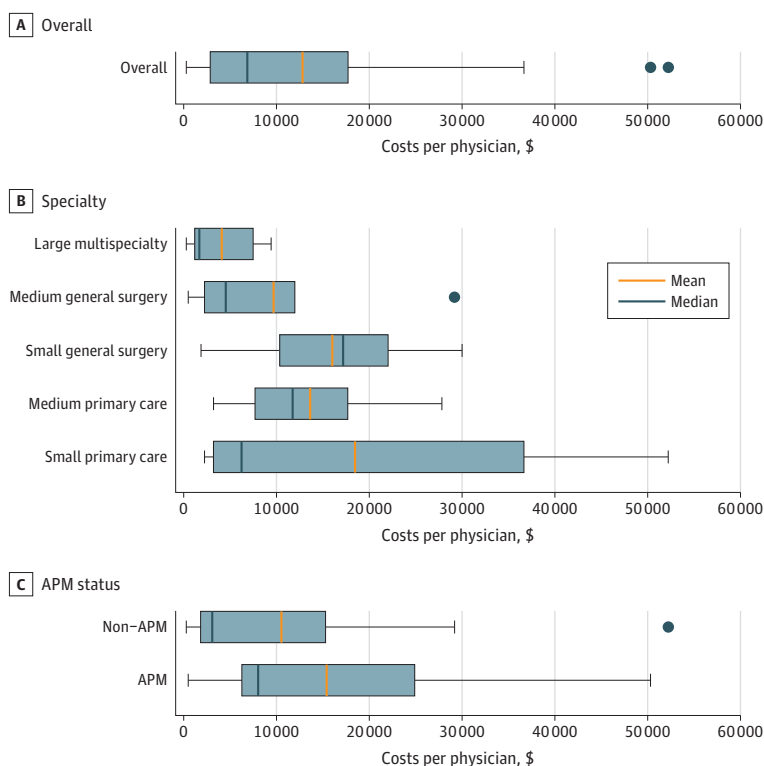 A Overall
Overall
0 10000 20000 30000 40000 50000 60000
Costs per physician, $
B Specialty
Large multispecialty
Medium general surgery
Small general surgery
Medium primary care
Small primary care
Mean
Median
0 10000 20000 30000 40000 50000 60000
Costs per physician, $
C APM status
Non−APM
APM
0 10000 20000 30000 40000 50000 60000
Costs per physician, $